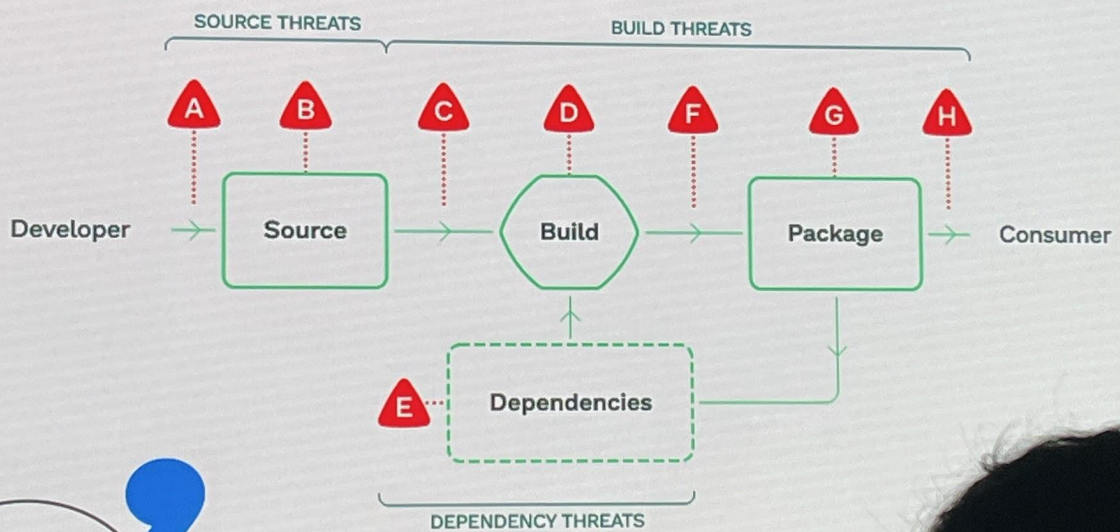 SOURCE THREATS
BUILD THREATS
A
B
C
D
F
G
H
Developer
Source
Build
Package
Consumer
E
Dependencies
DEPENDENCY THREATS